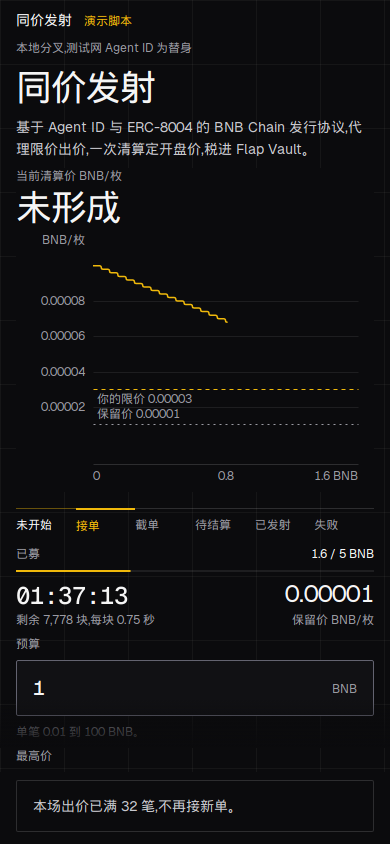 同价发射 演示脚本
本地分叉,测试网 Agent ID 为替身
同价发射
基于 Agent ID 与 ERC-8004 的 BNB Chain 发行协议,代
理限价出价,一次清算定开盘价,税进 Flap Vault。
当前清算价 BNB/枚
未形成
BNB/枚
0.00008
0.00006
0.00004
0.00002
你的限价 0.00003
保留价 0.00001
0 0.8 1.6 BNB
未开始 接单 截单 待结算 已发射 失败
已募 1.6 / 5 BNB
01:37:13 0.00001
剩余 7,778 块,每块 0.75 秒 保留价 BNB/枚
预算
1 BNB
单笔 0.01 到 100 BNB。
最高价
本场出价已满 32 笔,不再接新单。